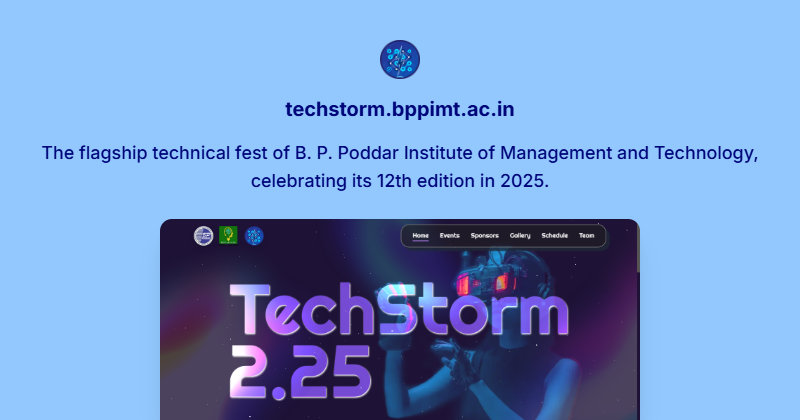 techstorm.bppimt.ac.in
The flagship technical fest of B. P. Poddar Institute of Management and Technology,
celebrating its 12th edition in 2025.
Home Events Sponsors Gallery Schedule Team
TechStorm
2.25